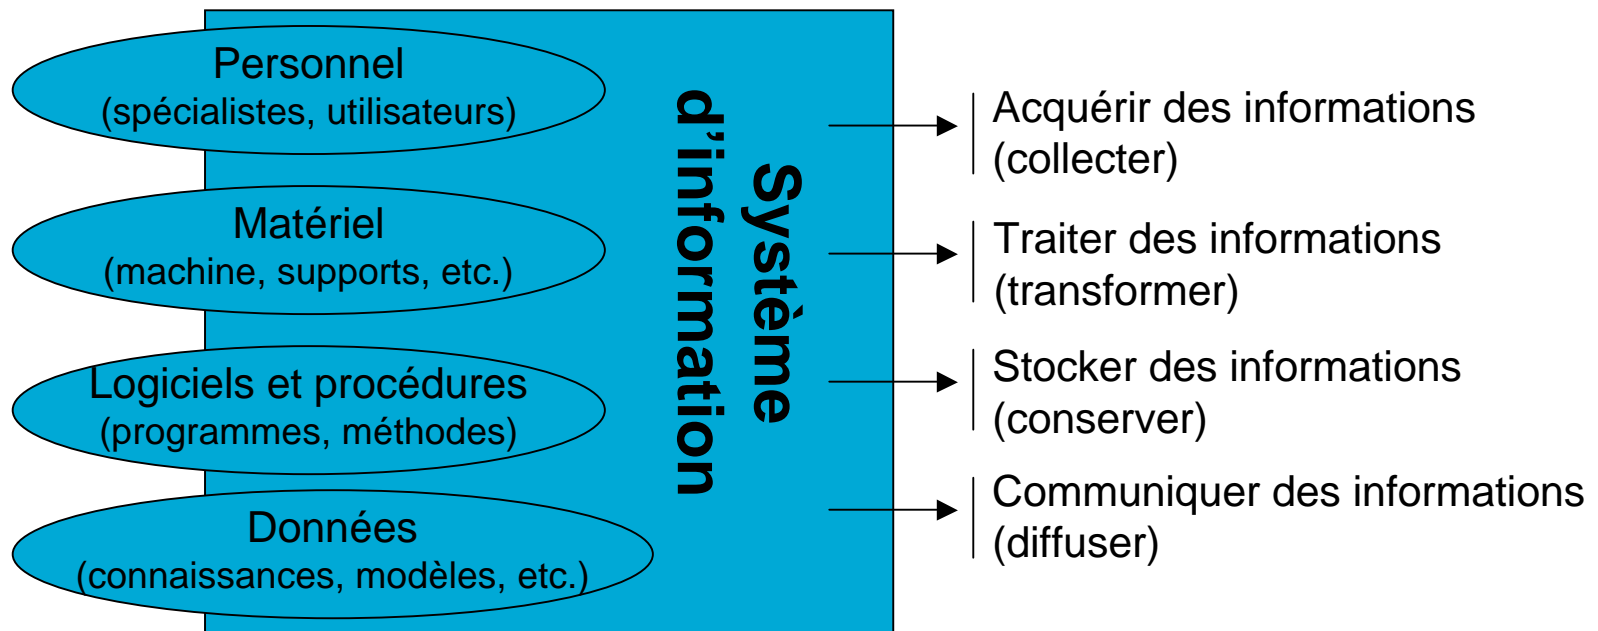 Personnel
(spécialistes, utilisateurs)
Matériel
(machine, supports, etc.)
Logiciels et procédures
(programmes, méthodes)
Données
(connaissances, modèles, etc.)
Système
d'information
Acquérir des informations
(collecter)
Traiter des informations
(transformer)
Stocker des informations
(conserver)
Communiquer des informations
(diffuser)